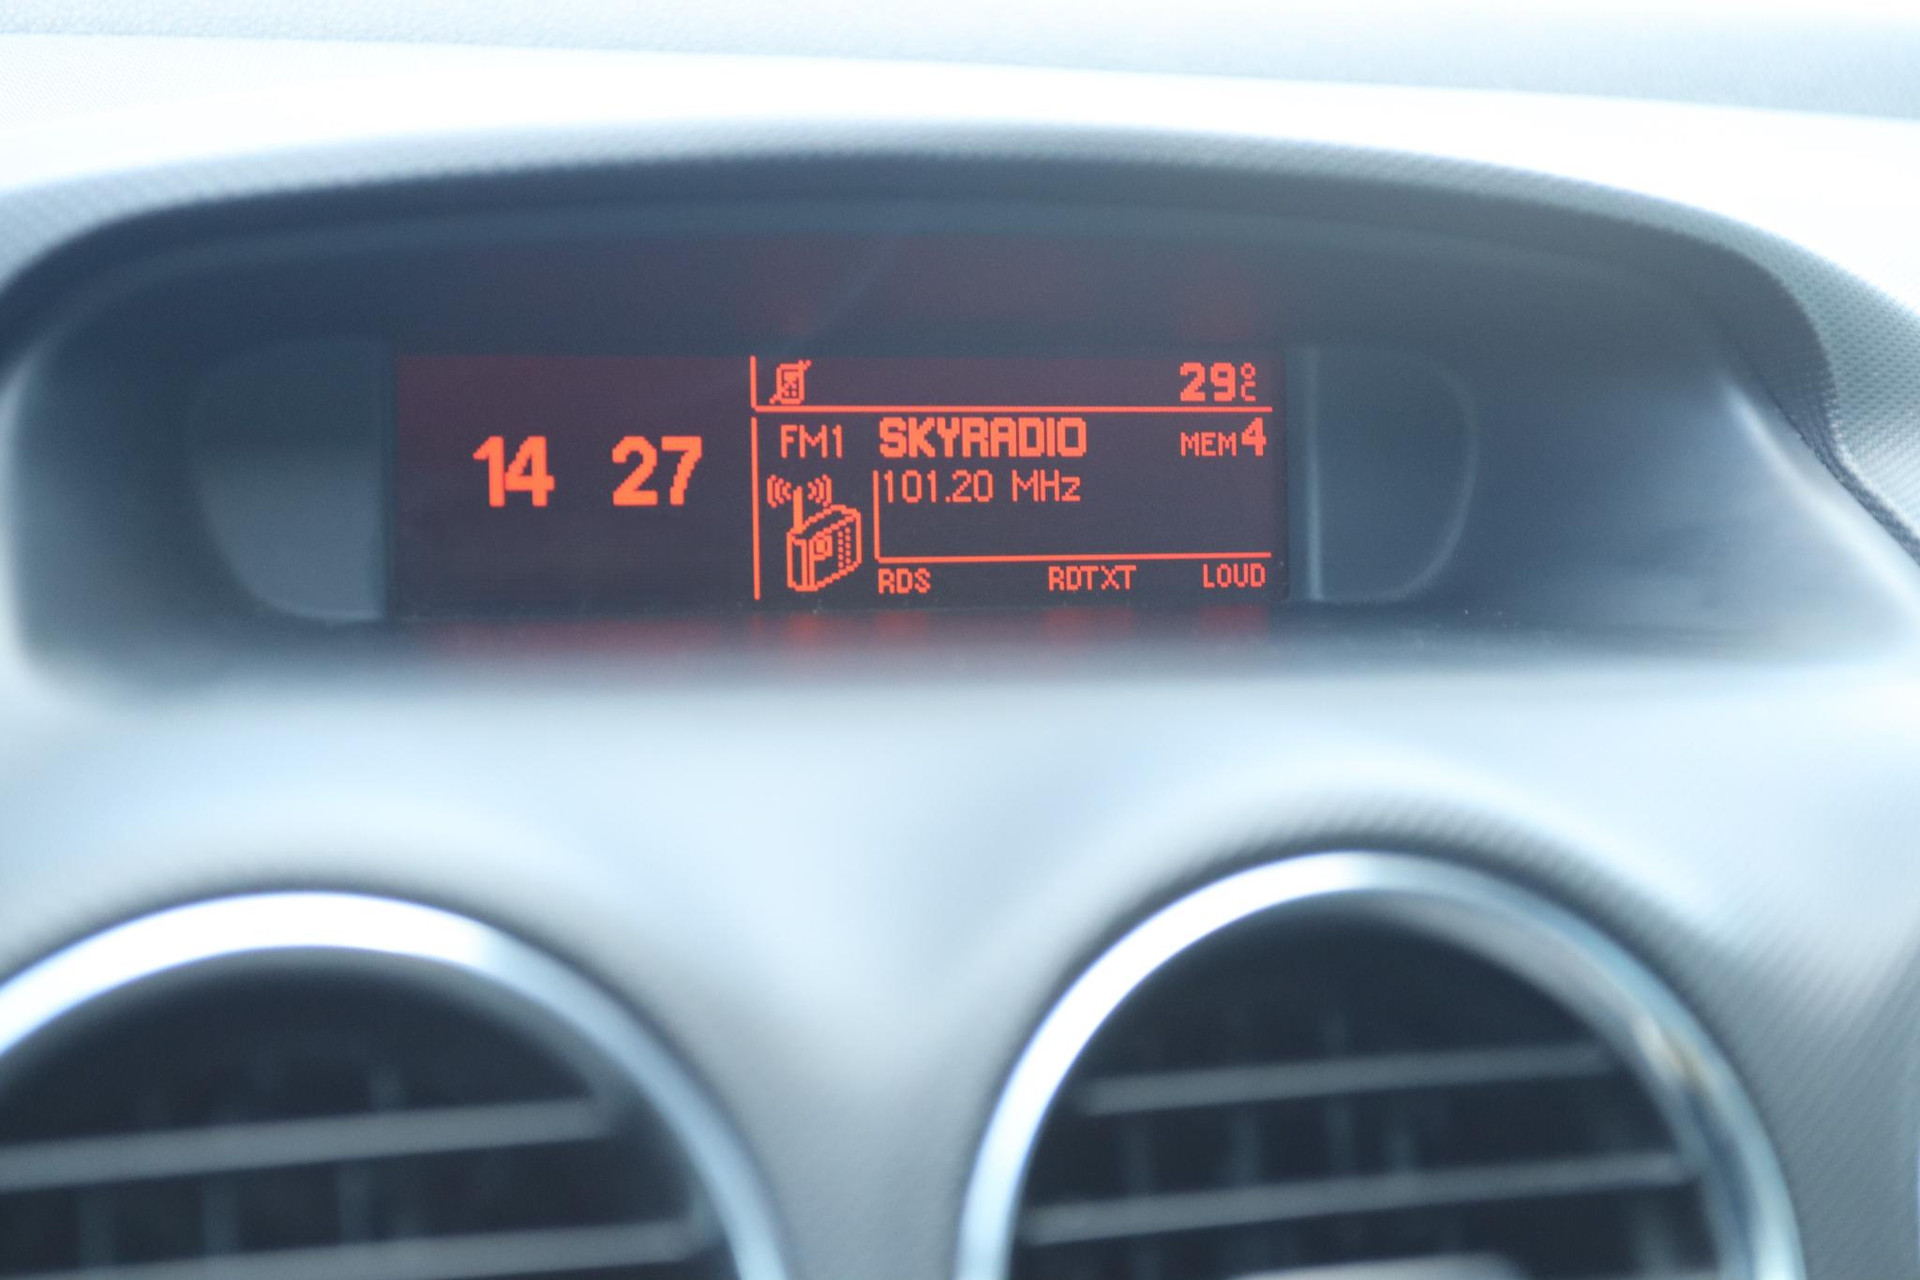 14 27
29°C
FM1 SKYRADIO MEM4
101.20 MHz
RDS RDTXT LOUD